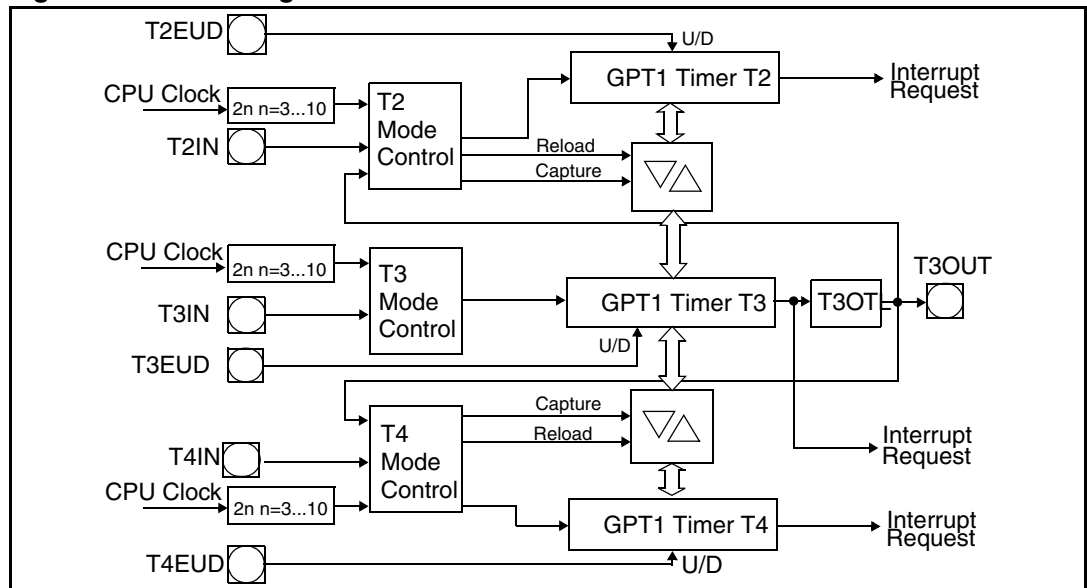 T2EUD
U/D
GPT1 Timer T2
Interrupt
Request
CPU Clock
2n n=3...10
T2
Mode
Control
T2IN
Reload
Capture
CPU Clock
2n n=3...10
T3
Mode
Control
T3IN
GPT1 Timer T3
T3OTL
T3OUT
U/D
T3EUD
Capture
Reload
T4
Mode
Control
T4IN
Interrupt
Request
CPU Clock
2n n=3...10
GPT1 Timer T4
Interrupt
Request
T4EUD
U/D